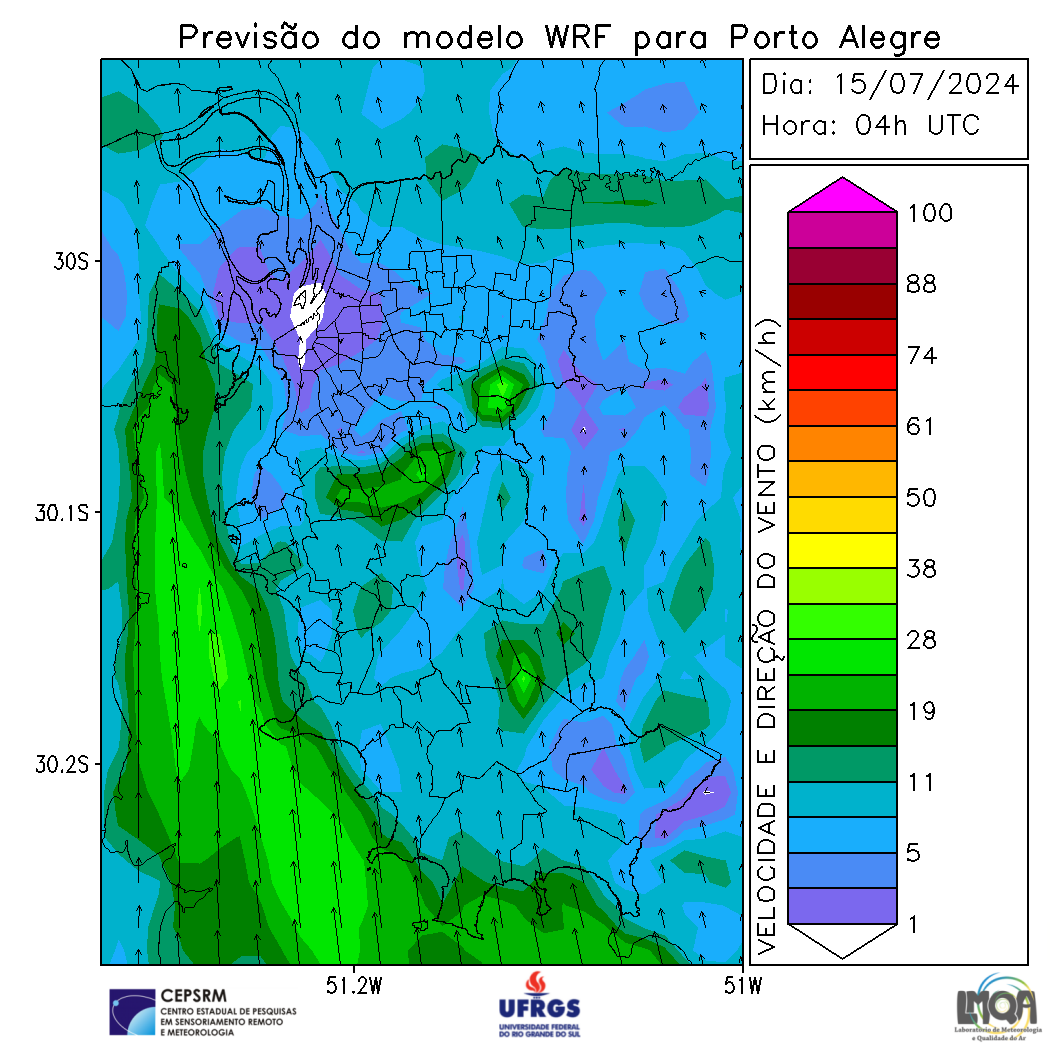 Previsão do modelo WRF para Porto Alegre
Dia: 15/07/2024
Hora: 04h UTC
30S
30.1S
30.2S
51.2W
51W
VELOCIDADE E DIREÇÃO DO VENTO (km/h)
100
88
74
61
50
38
28
19
11
5
1
CEPSRM
CENTRO ESTADUAL DE PESQUISAS
EM SENSORIAMENTO REMOTO
E METEOROLOGIA
UFRGS
UNIVERSIDADE FEDERAL
DO RIO GRANDE DO SUL
LMQA
Laboratório de Meteorologia
e Qualidade do Ar